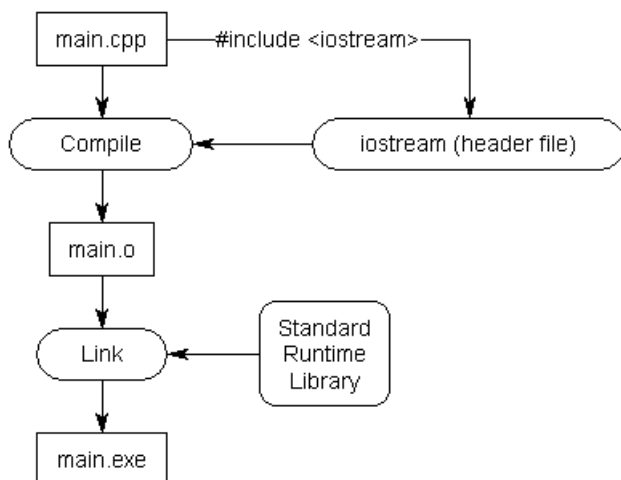 main.cpp
#include <iostream>
Compile
iostream (header file)
main.o
Link
Standard
Runtime
Library
main.exe